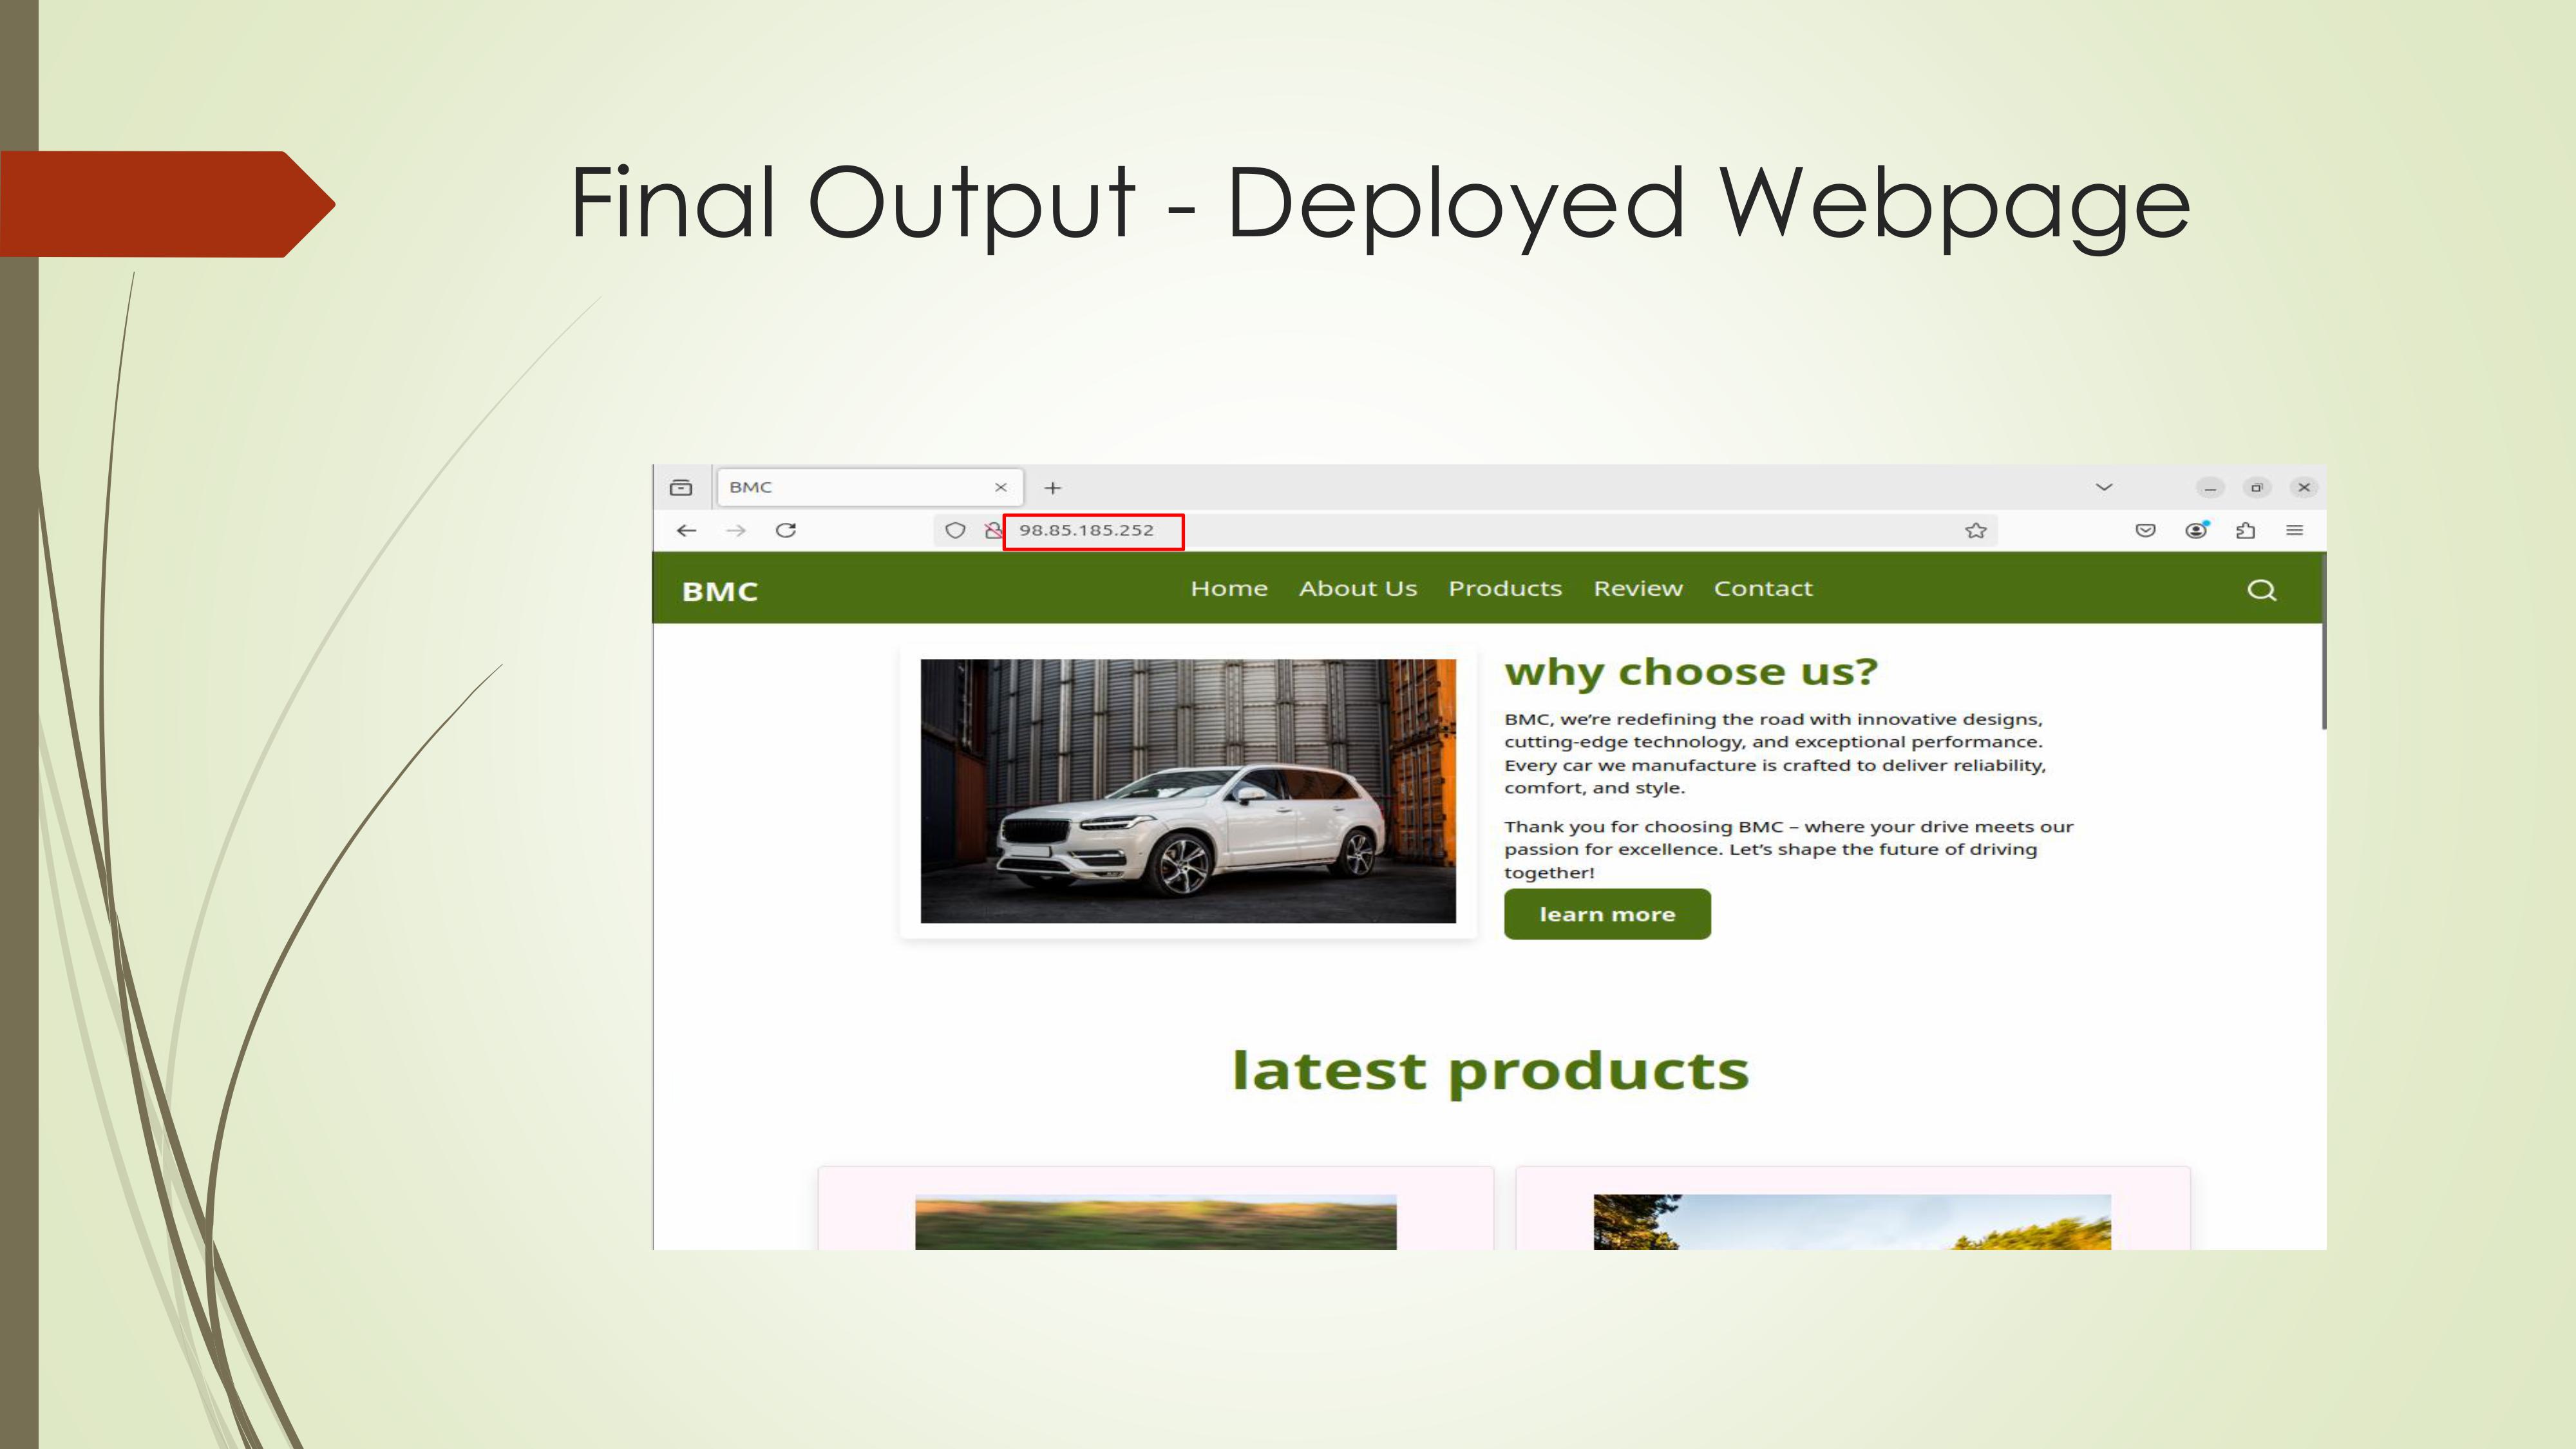 Final Output - Deployed Webpage
BMC
98.85.185.252
BMC
Home About Us Products Review Contact
why choose us?
BMC, we’re redefining the road with innovative designs,
cutting-edge technology, and exceptional performance.
Every car we manufacture is crafted to deliver reliability,
comfort, and style.
Thank you for choosing BMC – where your drive meets our
passion for excellence. Let’s shape the future of driving
together!
learn more
latest products